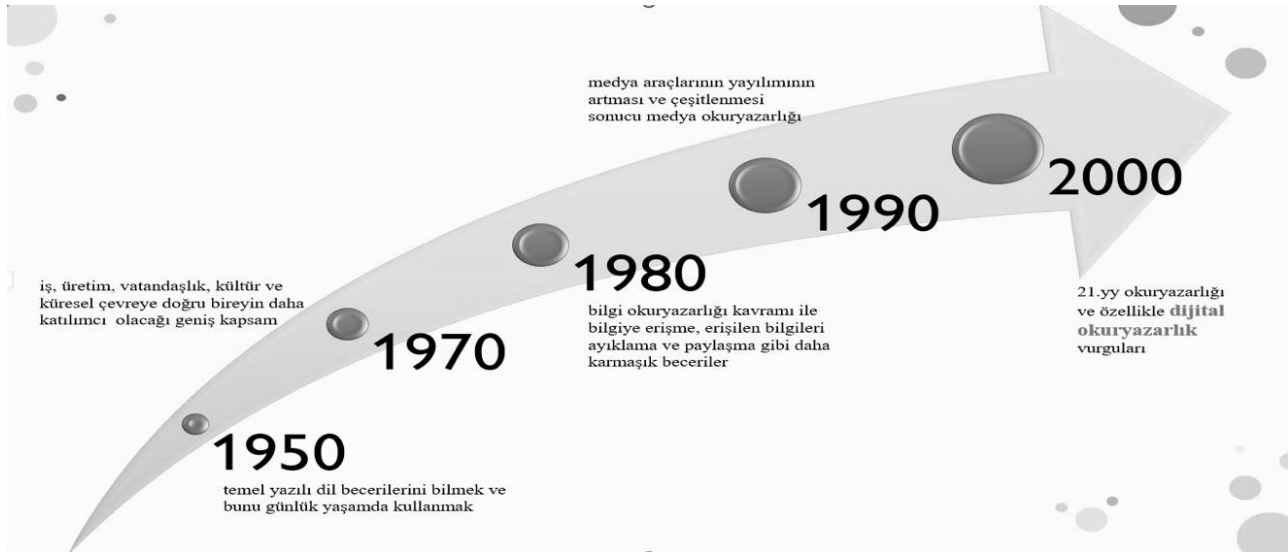 medya araçlarının yayılımının
artması ve çeşitlenmesi
sonucu medya okuryazarlığı
2000
1990
1980
iş, üretim, vatandaşlık, kültür ve
küresel çevreye doğru bireyin daha
katılımcı olacağı geniş kapsam
bilgi okuryazarlığı kavramı ile
bilgiye erişme, erişilen bilgileri
ayıklama ve paylaşma gibi daha
karmaşık beceriler
21.yy okuryazarlığı
ve özellikle dijital
okuryazarlık
vurguları
1970
1950
temel yazılı dil becerilerini bilmek ve
bunu günlük yaşamda kullanmak